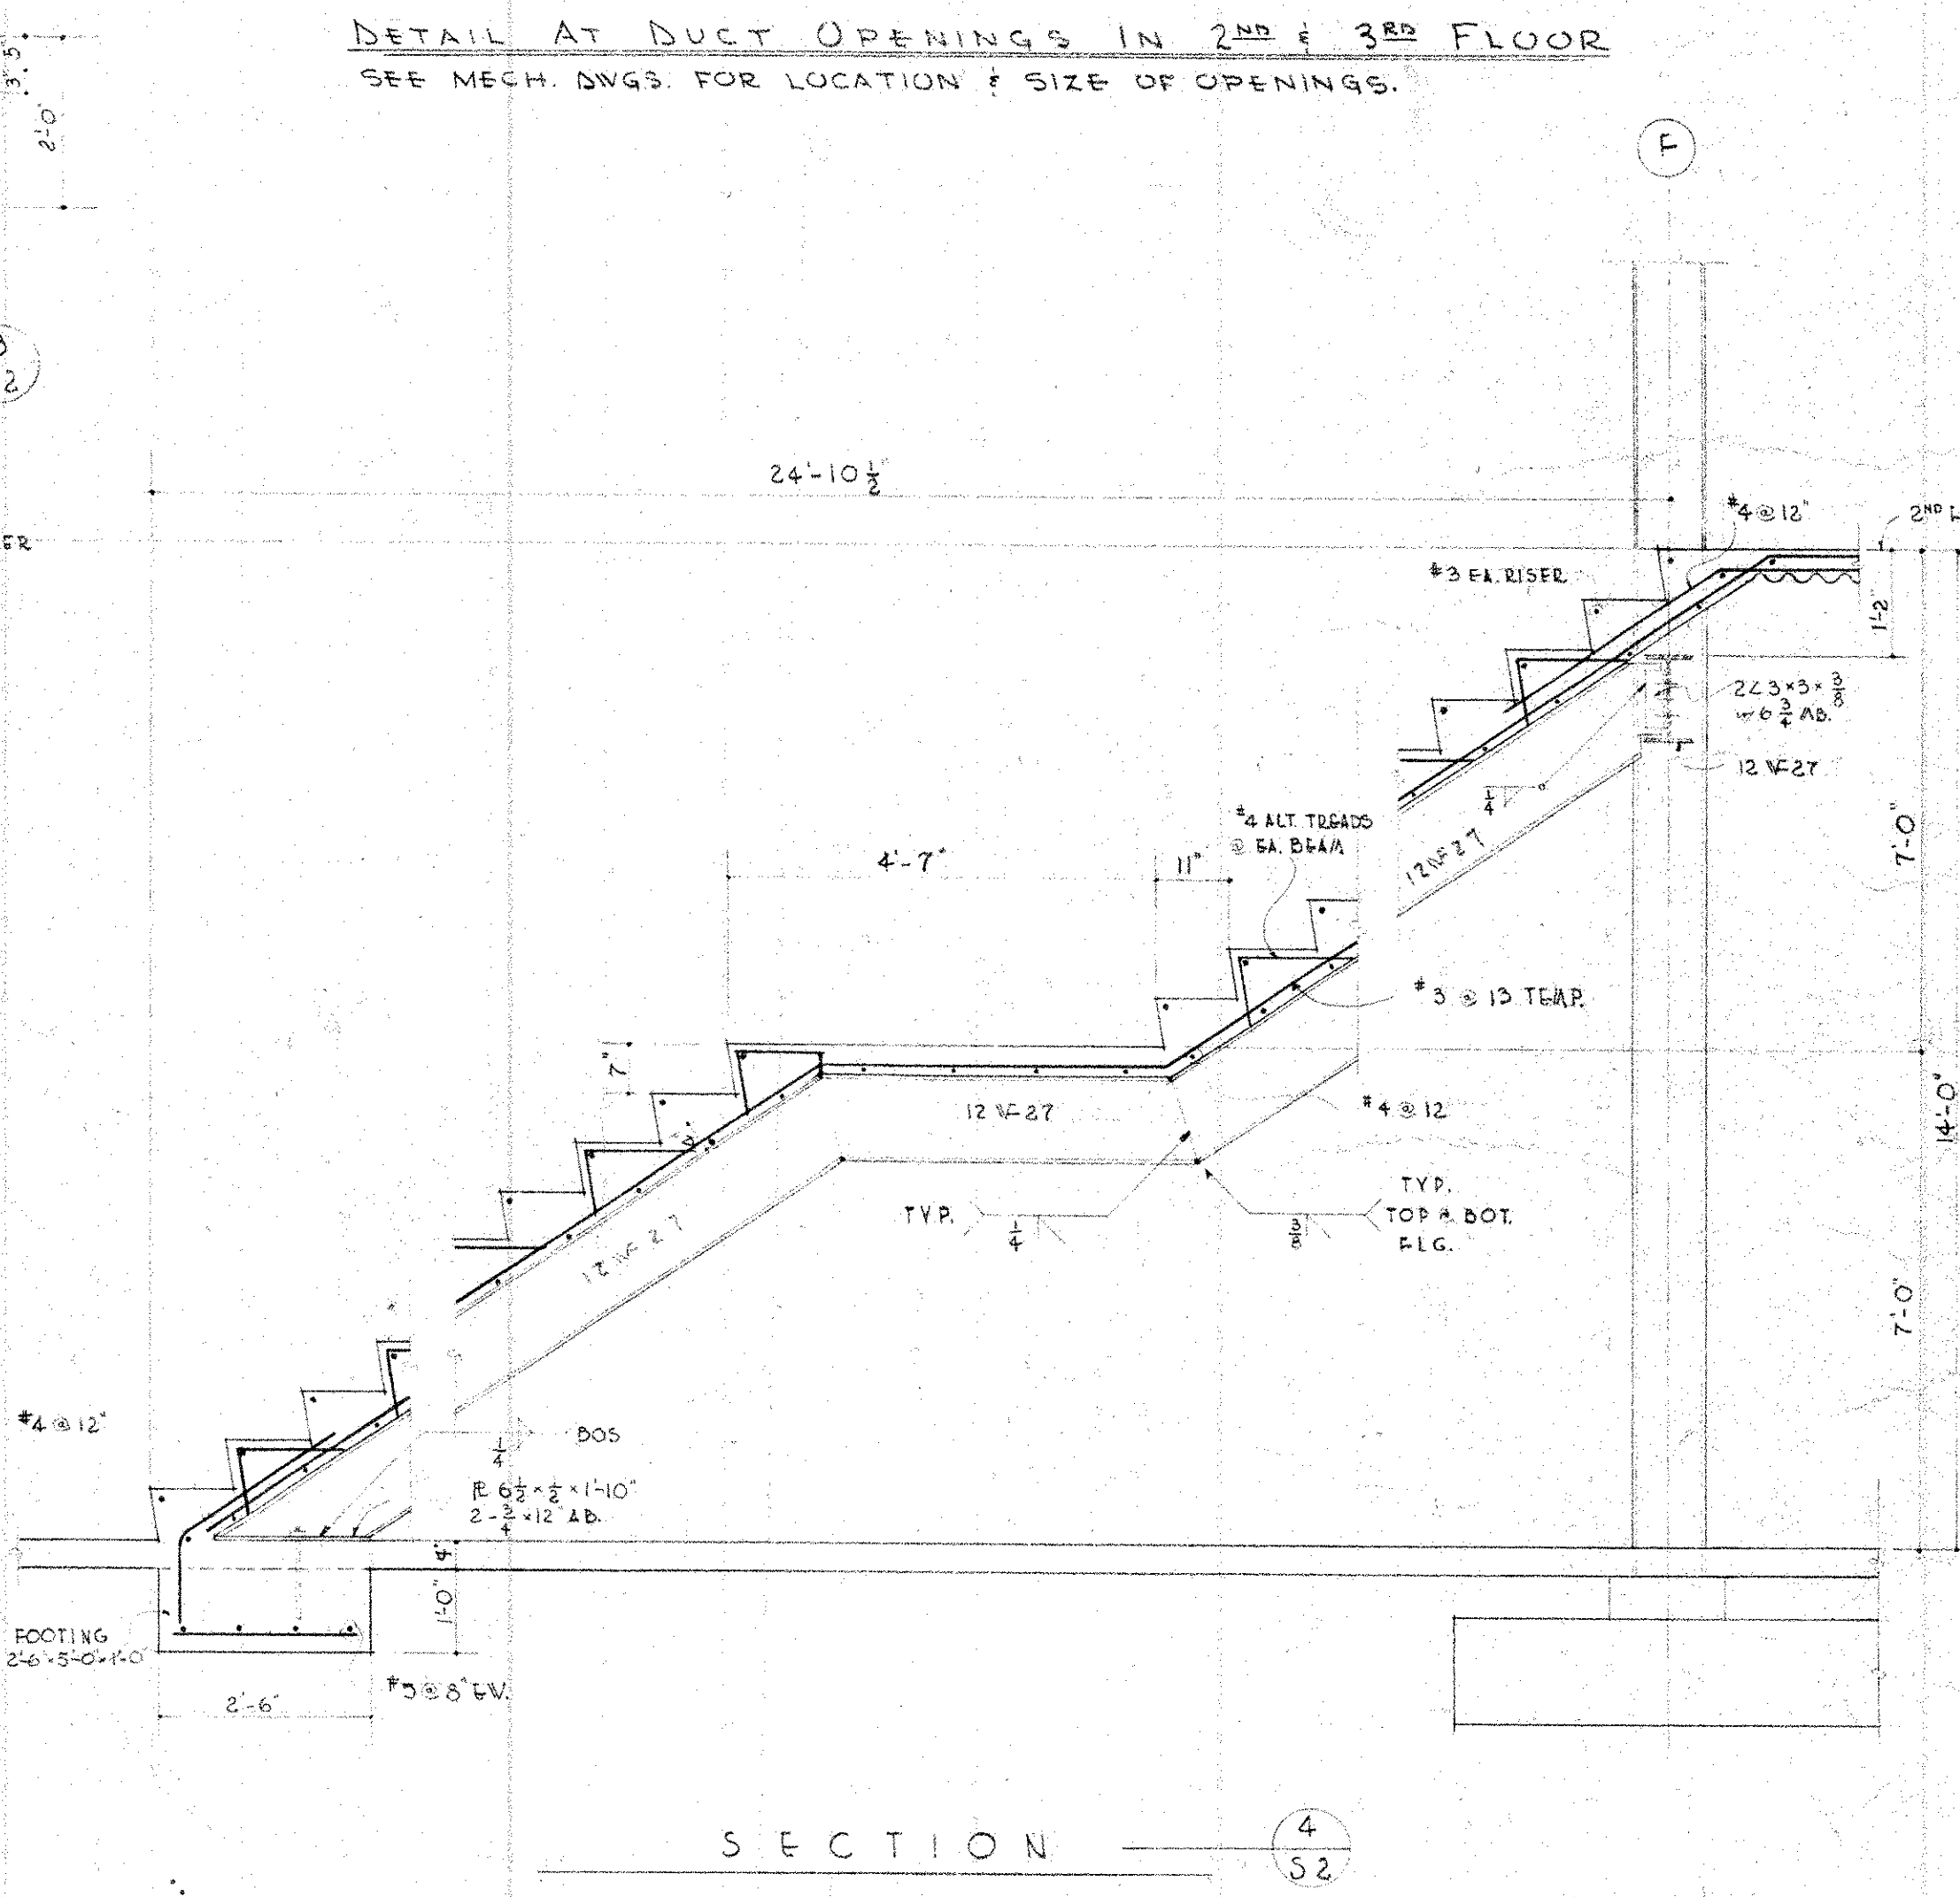 DETAIL AT DUCT OPENINGS IN 2ND & 3RD FLOOR
SEE MECH. DWGS. FOR LOCATION & SIZE OF OPENINGS.
2'-0"
F
2
24'-10 1/2"
ER
#4 @ 12"
2ND
#3 EA. RISER
1'-2"
2∠3×3×3/8
W 6 3/4 AB.
12 WF 27
1/4
12 WF 27
7'-0"
#4 ALT. TREADS
@ EA. BEAM
4'-7"
11"
#3 @ 13 TEMP.
7"
12 WF 27
#4 @ 12
14'-0"
TYP.
1/4
3/8
TYP.
TOP & BOT.
FLG.
12 WF 27
7'-0"
#4 @ 12"
1/4
BOS
PL 6 1/2 × 1/2 × 1'-10"
2 - 3/4 × 12" AB.
4"
1'-0"
FOOTING
2'-6×5'-0×1'-0
2'-6"
#5 @ 8" EW.
SECTION
4
S2